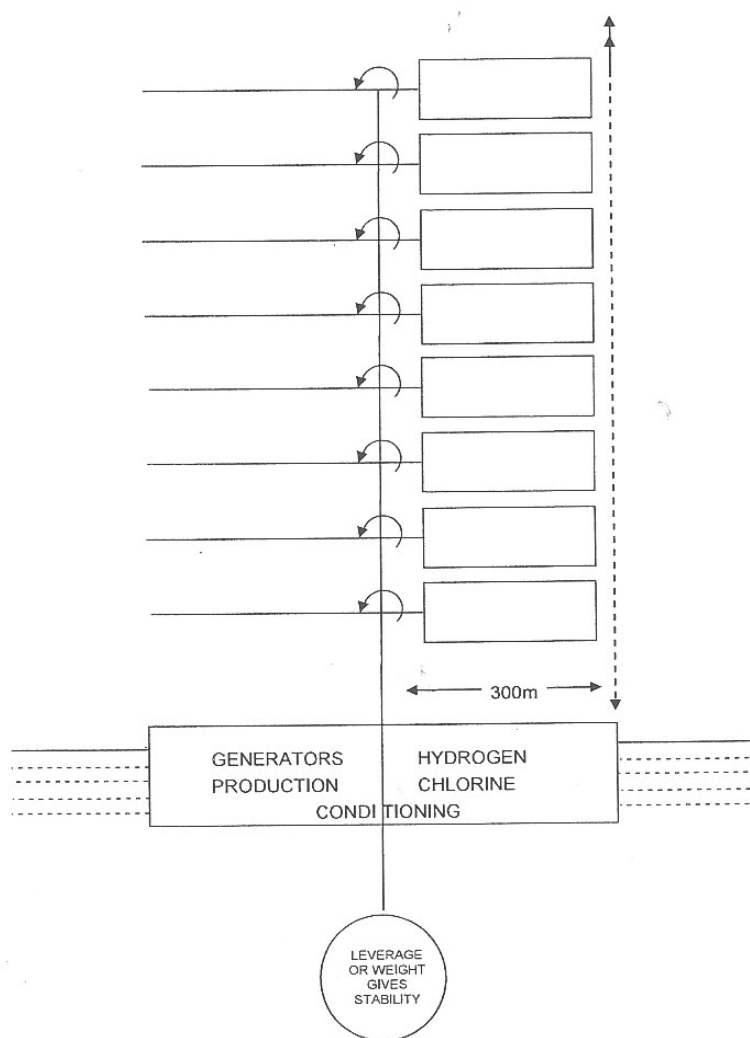 300m
GENERATORS HYDROGEN
PRODUCTION CHLORINE
CONDITIONING
LEVERAGE
OR WEIGHT
GIVES
STABILITY